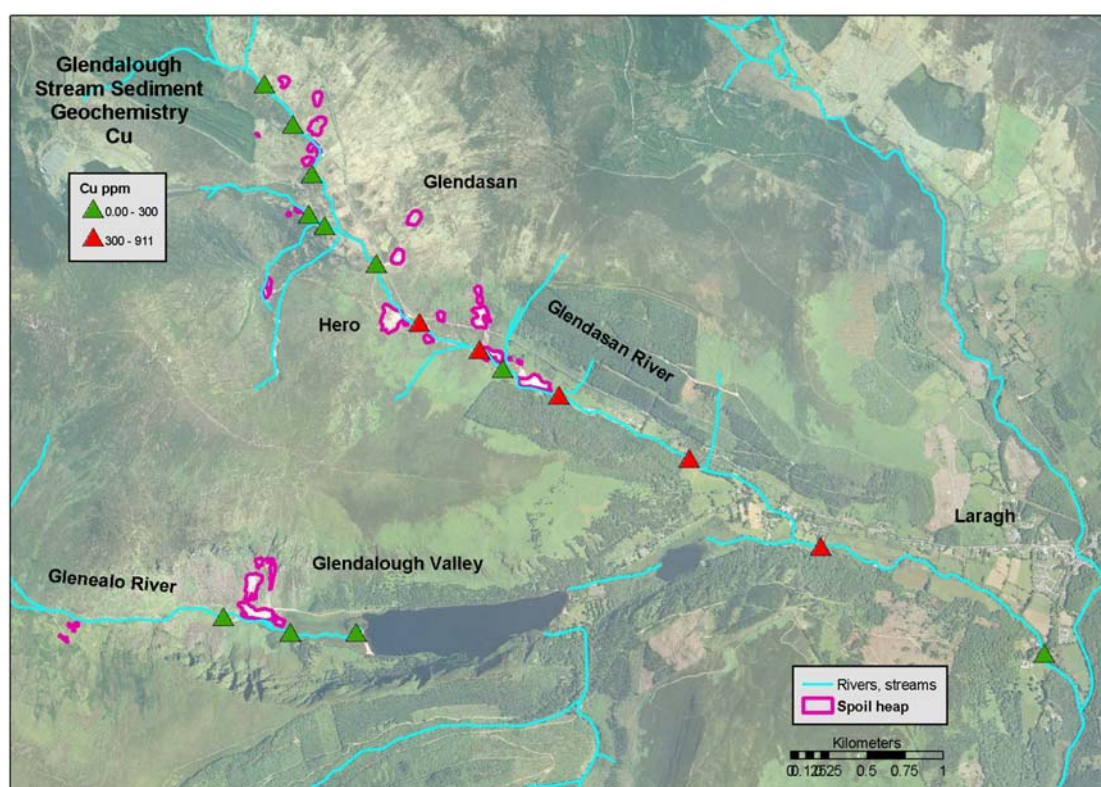 Glendalough
Stream Sediment
Geochemistry
Cu
Cu ppm
0.00 - 300
300 - 911
Glendasan
Hero
Glendasan River
Laragh
Glendalough Valley
Glenealo River
Rivers, streams
Spoil heap
Kilometers
0.5 0.75 1